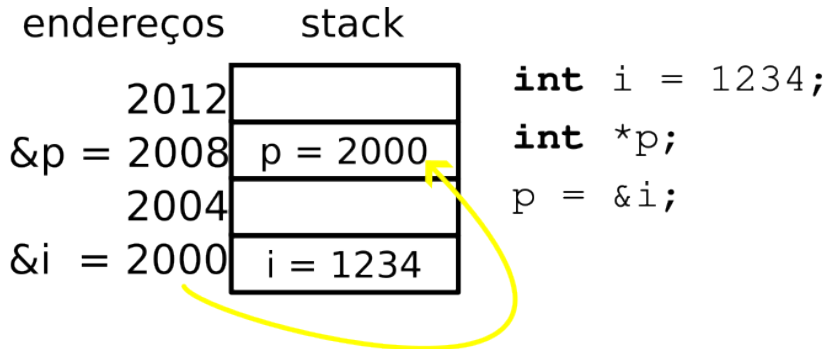 endereços stack
2012
&p = 2008 p = 2000
2004
&i = 2000 i = 1234
int i = 1234;
int *p;
p = &i;